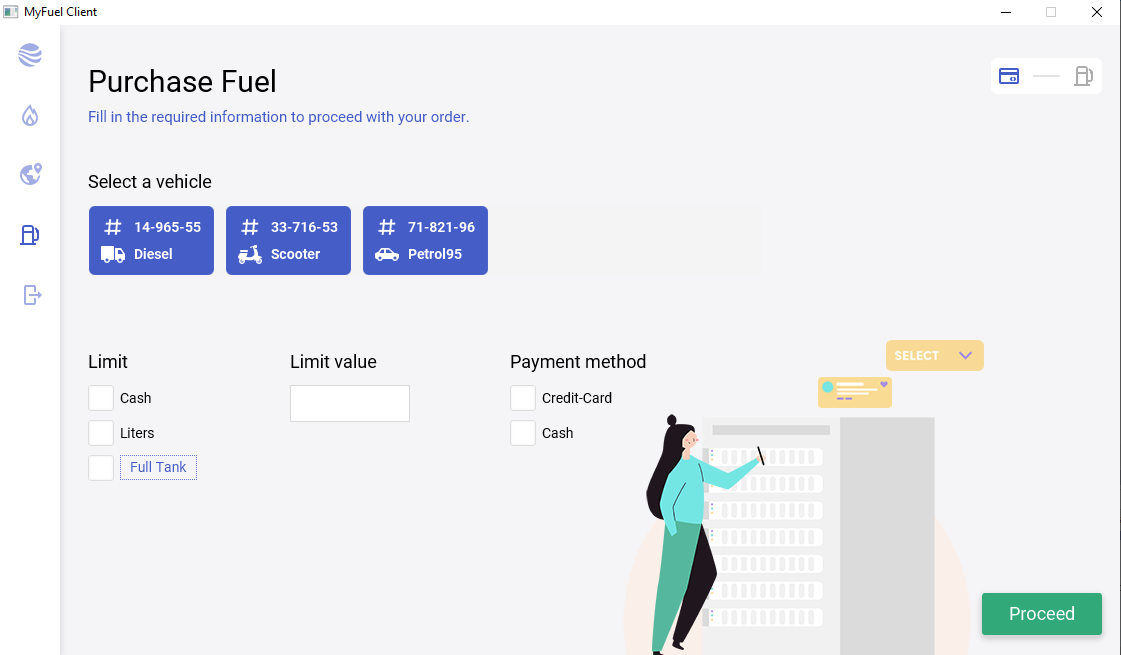 MyFuel Client
Purchase Fuel
Fill in the required information to proceed with your order.
Select a vehicle
# 14-965-55
Diesel
# 33-716-53
Scooter
# 71-821-96
Petrol95
Limit
Cash
Liters
Full Tank
Limit value
Payment method
Credit-Card
Cash
SELECT
Proceed